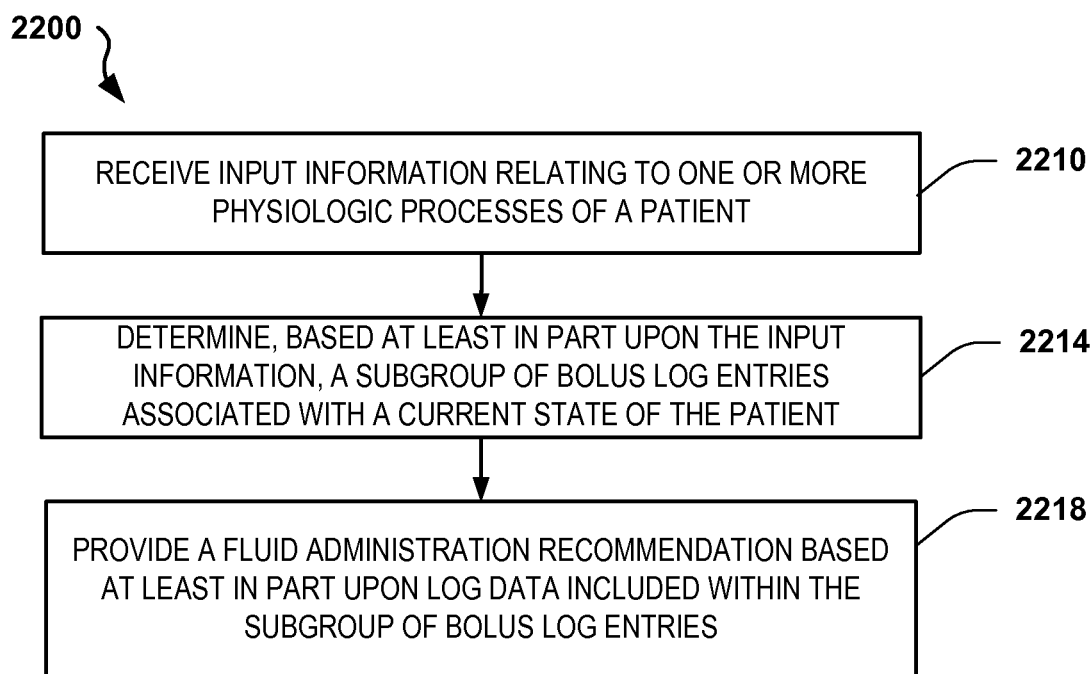 2200
RECEIVE INPUT INFORMATION RELATING TO ONE OR MORE
PHYSIOLOGIC PROCESSES OF A PATIENT
2210
DETERMINE, BASED AT LEAST IN PART UPON THE INPUT
INFORMATION, A SUBGROUP OF BOLUS LOG ENTRIES
ASSOCIATED WITH A CURRENT STATE OF THE PATIENT
2214
PROVIDE A FLUID ADMINISTRATION RECOMMENDATION BASED
AT LEAST IN PART UPON LOG DATA INCLUDED WITHIN THE
SUBGROUP OF BOLUS LOG ENTRIES
2218